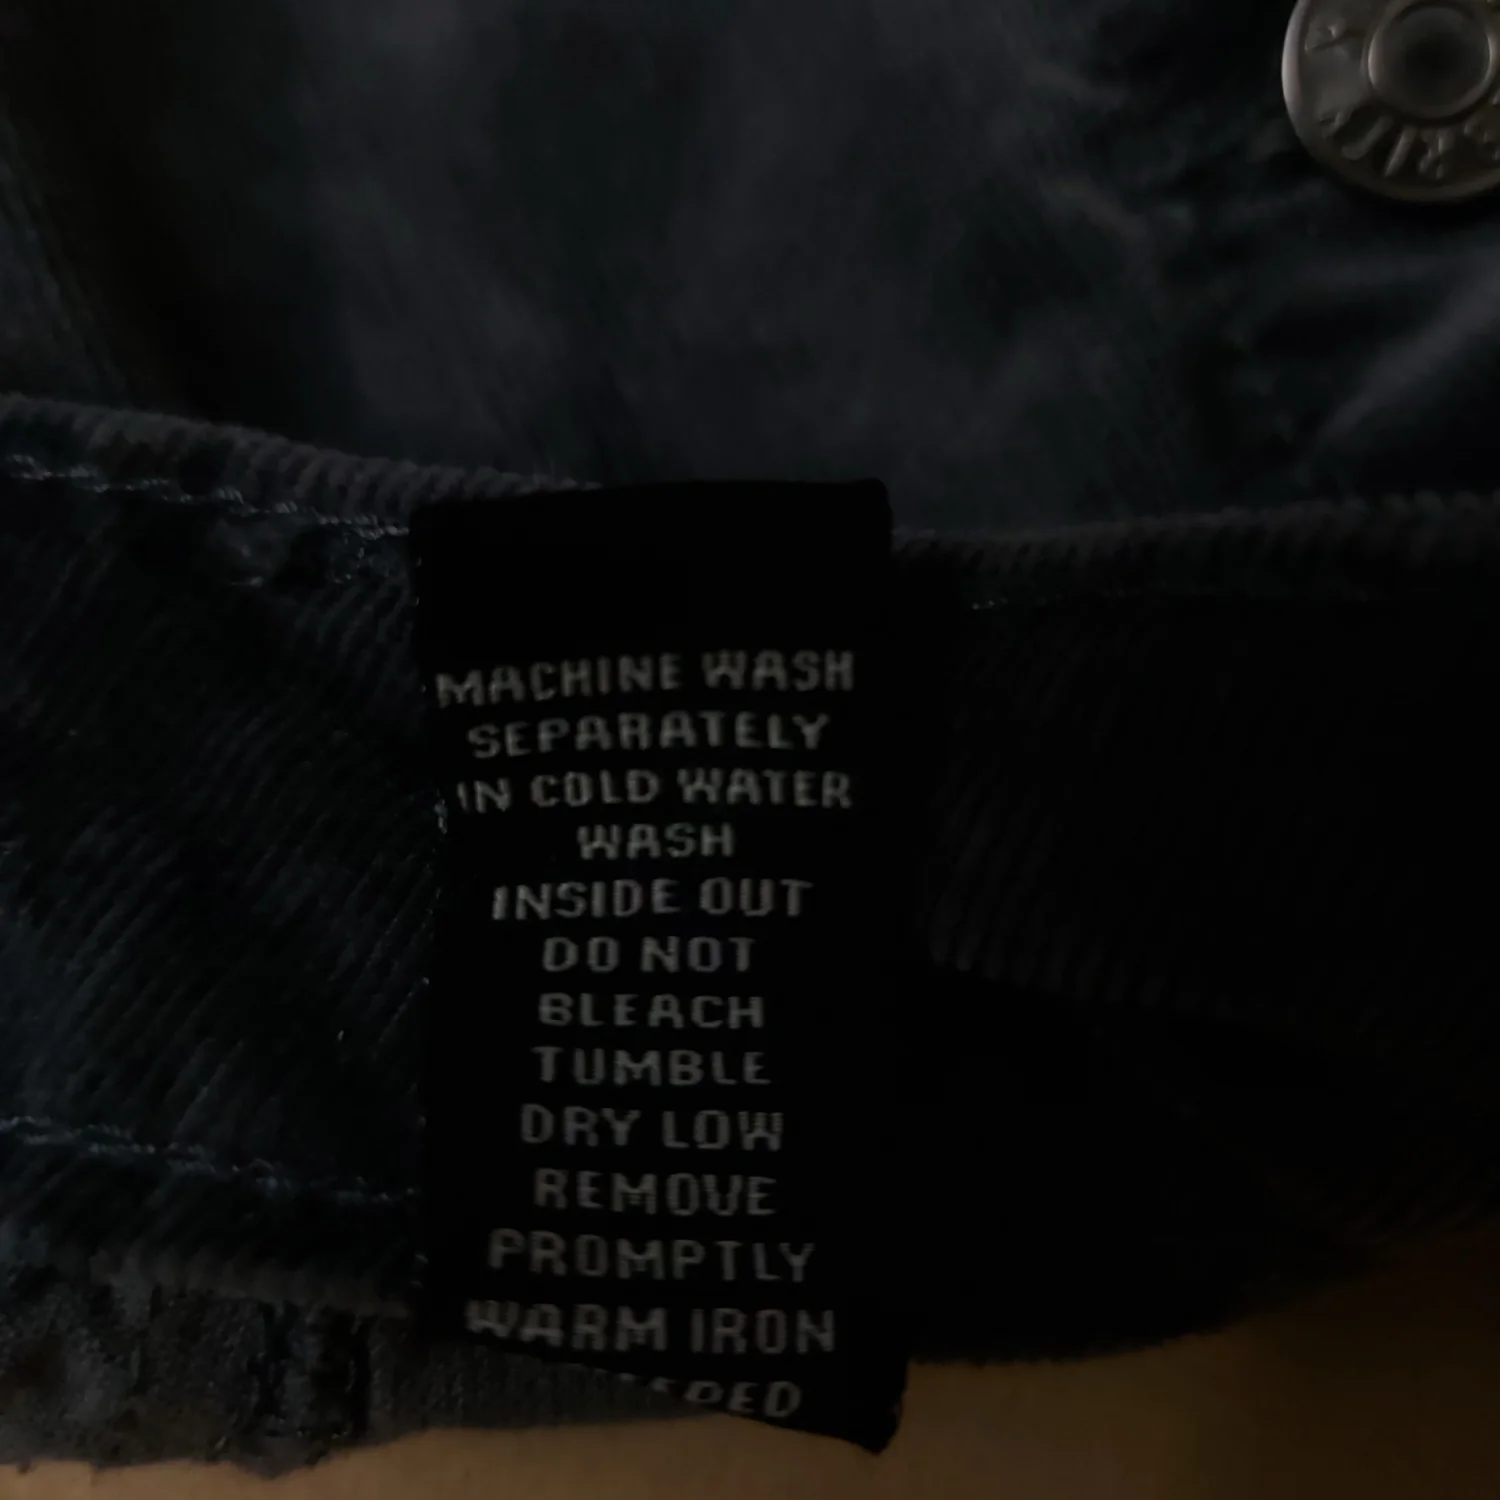 MACHINE WASH
SEPARATELY
IN COLD WATER
WASH
INSIDE OUT
DO NOT
BLEACH
TUMBLE
DRY LOW
REMOVE
PROMPTLY
WARM IRON